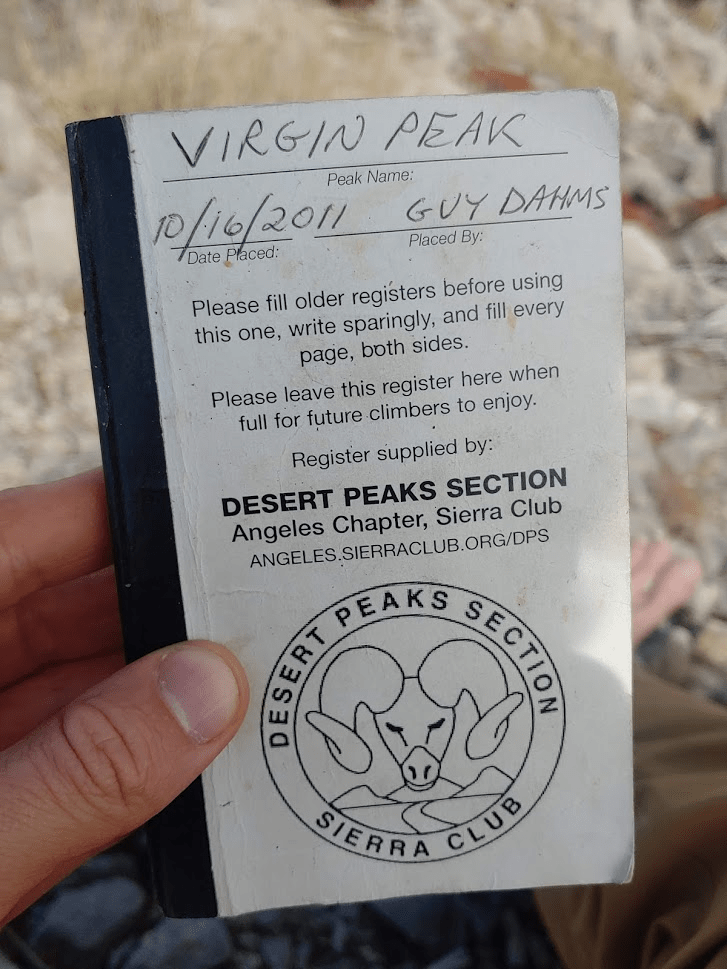 VIRGIN PEAK
Peak Name:
10/16/2011 GUY DAHMS
Date Placed: Placed By:
Please fill older registers before using
this one, write sparingly, and fill every
page, both sides.
Please leave this register here when
full for future climbers to enjoy.
Register supplied by:
DESERT PEAKS SECTION
Angeles Chapter, Sierra Club
ANGELES.SIERRACLUB.ORG/DPS
DESERT PEAKS SECTION
SIERRA CLUB